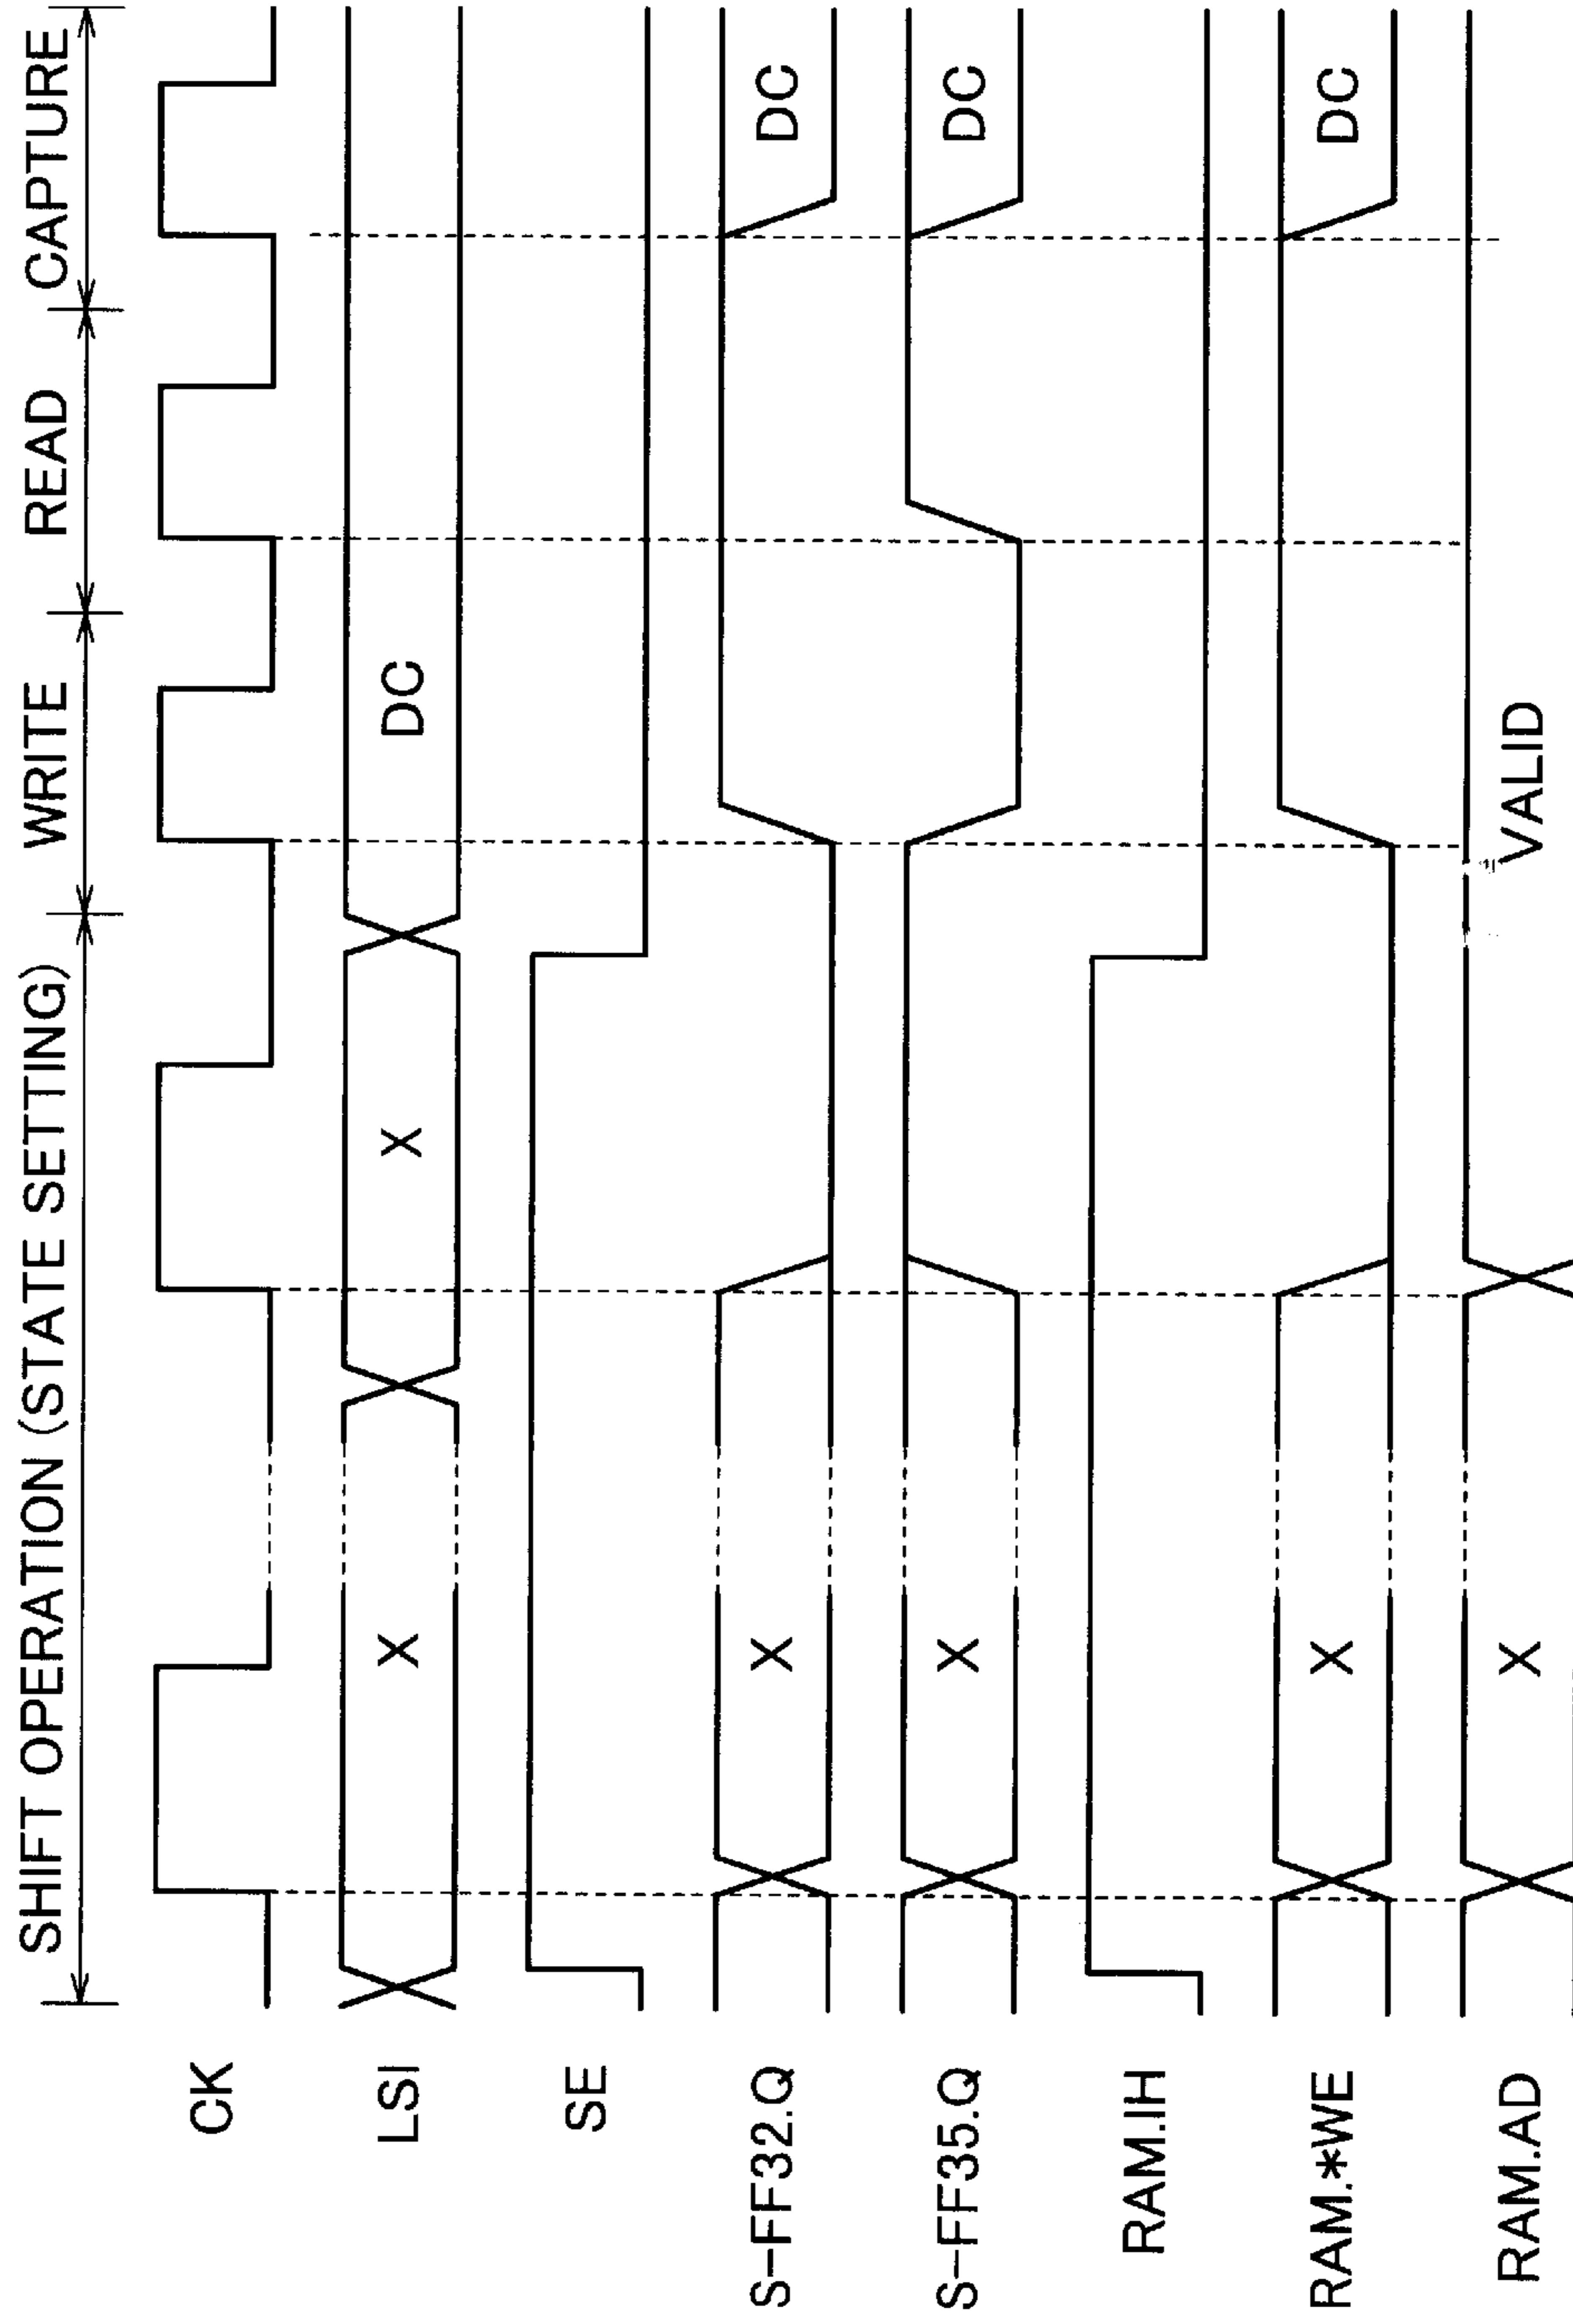 SHIFT OPERATION (STATE SETTING) WRITE READ CAPTURE
CK
LSI X X DC
SE
S-FF32.Q X DC
S-FF35.Q X DC
RAM.IH
RAM.*WE X DC
RAM.AD X VALID